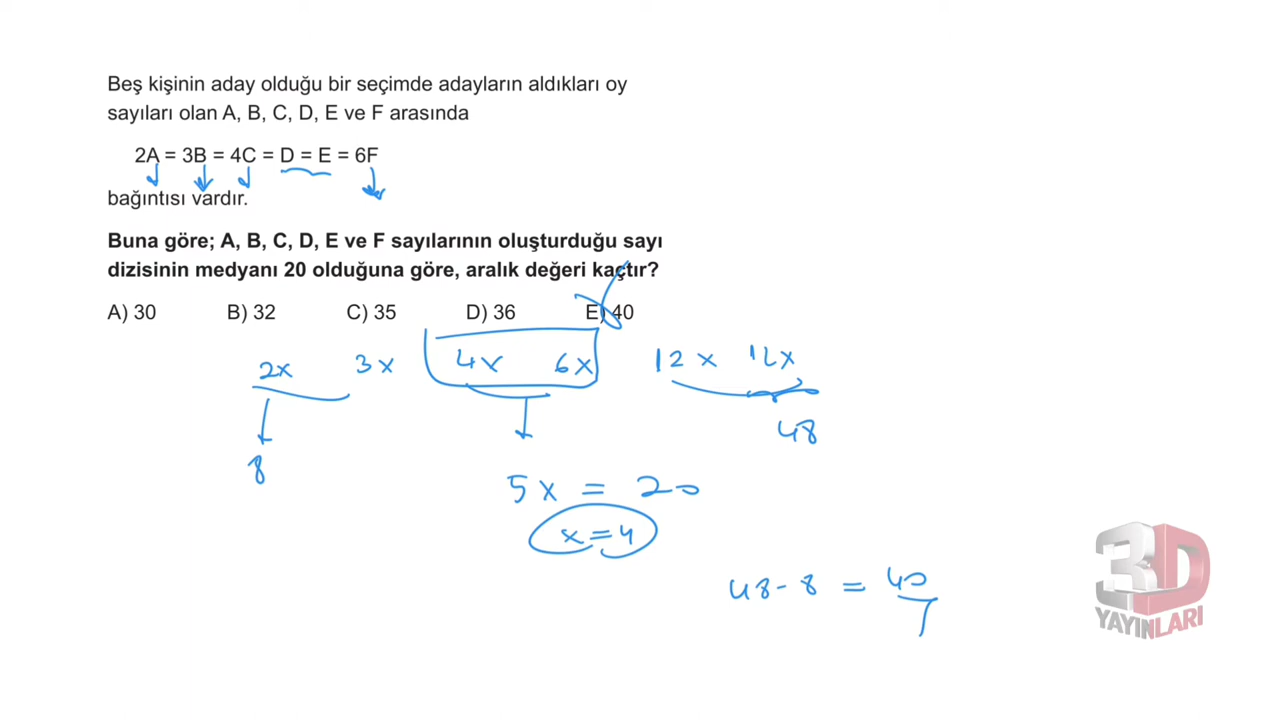 Beş kişinin aday olduğu bir seçimde adayların aldıkları oy
sayıları olan A, B, C, D, E ve F arasında
2A = 3B = 4C = D = E = 6F
bağıntısı vardır.
Buna göre; A, B, C, D, E ve F sayılarının oluşturduğu sayı
dizisinin medyanı 20 olduğuna göre, aralık değeri kaçtır?
A) 30 B) 32 C) 35 D) 36 E) 40
2x 3x 4x 6x 12x 12x
48
8
5x = 20
x = 4
48 - 8 = 40
3D
YAYINLARI